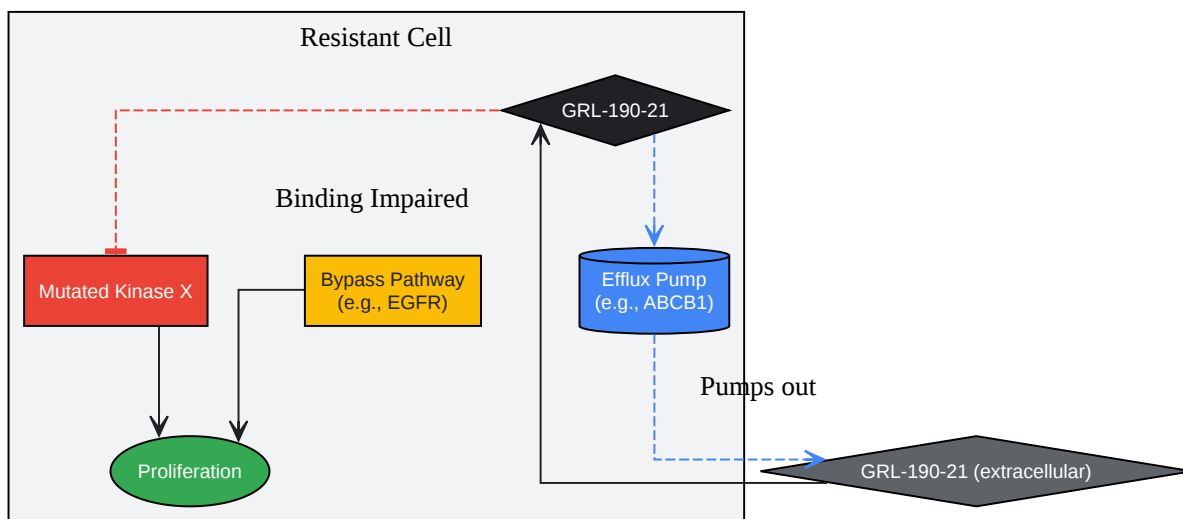 Resistant Cell
GRL-190-21
Binding Impaired
Mutated Kinase X
Bypass Pathway
(e.g., EGFR)
Efflux Pump
(e.g., ABCB1)
Pumps out
Proliferation
GRL-190-21 (extracellular)